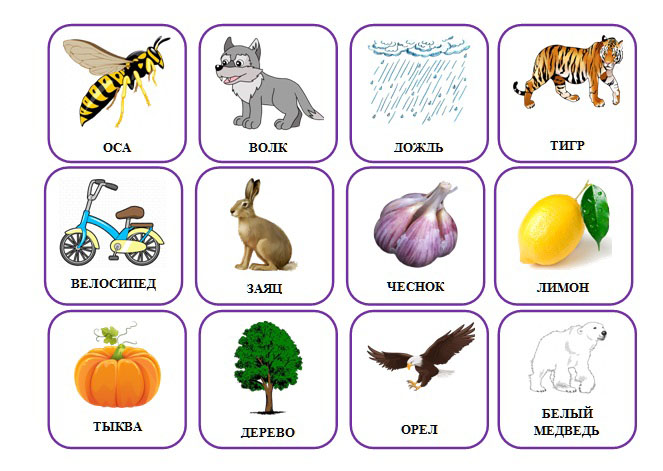 ОСА
ВОЛК
ДОЖДЬ
ТИГР
ВЕЛОСИПЕД
ЗАЯЦ
ЧЕСНОК
ЛИМОН
ТЫКВА
ДЕРЕВО
ОРЕЛ
БЕЛЫЙ
МЕДВЕДЬ